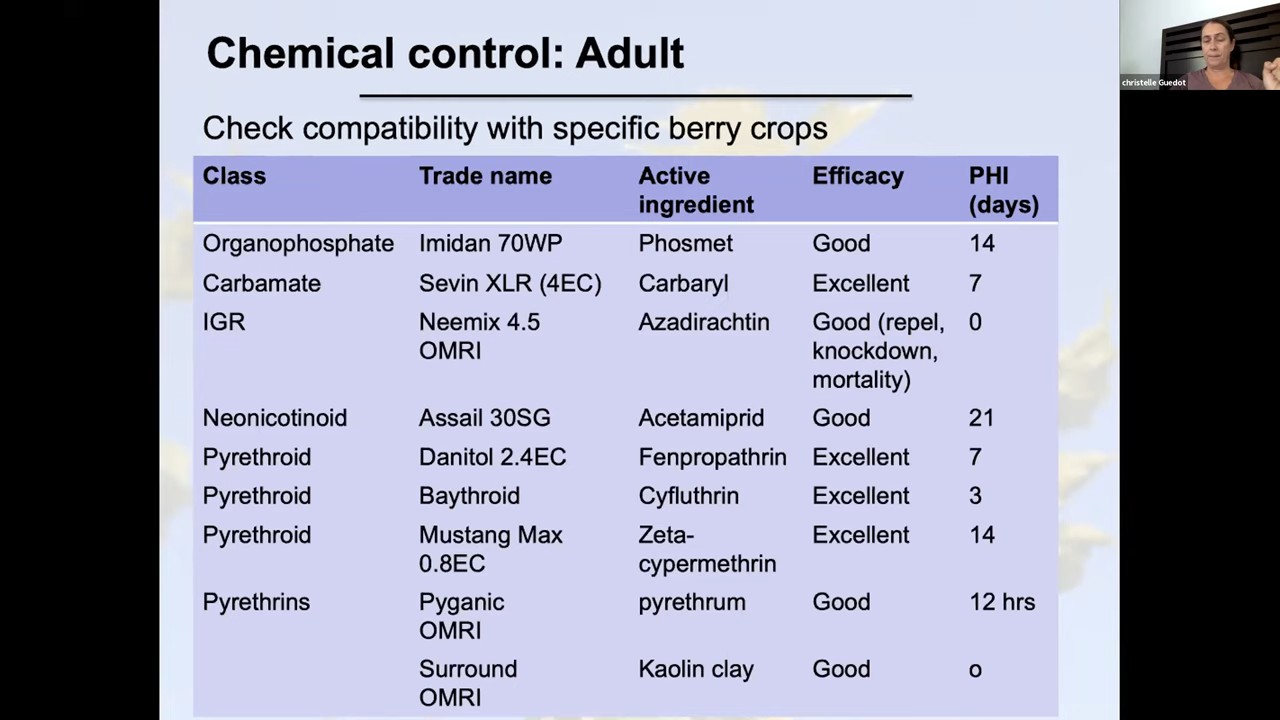 Chemical control: Adult
christelle Guedot
Check compatibility with specific berry crops
Class Trade name Active ingredient Efficacy PHI (days)
Organophosphate Imidan 70WP Phosmet Good 14
Carbamate Sevin XLR (4EC) Carbaryl Excellent 7
IGR Neemix 4.5 OMRI Azadirachtin Good (repel, knockdown, mortality) 0
Neonicotinoid Assail 30SG Acetamiprid Good 21
Pyrethroid Danitol 2.4EC Fenpropathrin Excellent 7
Pyrethroid Baythroid Cyfluthrin Excellent 3
Pyrethroid Mustang Max 0.8EC Zeta-cypermethrin Excellent 14
Pyrethrins Pyganic OMRI pyrethrum Good 12 hrs
Surround OMRI Kaolin clay Good o